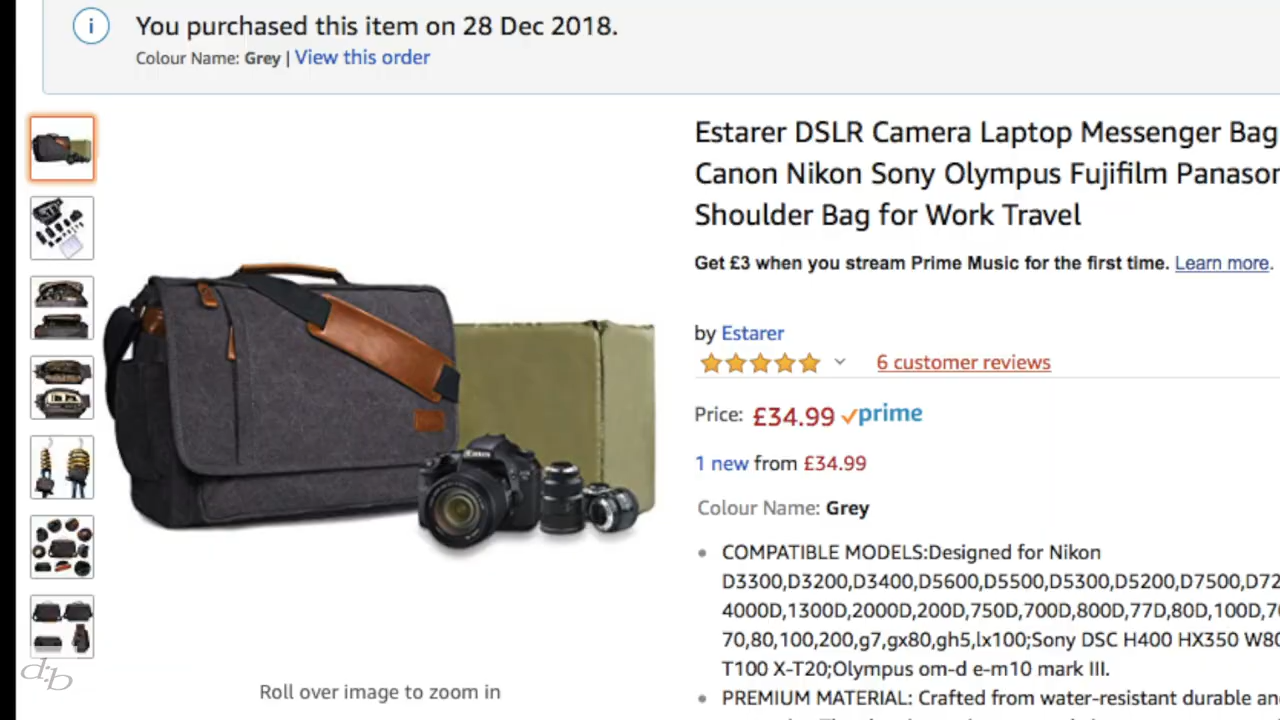 You purchased this item on 28 Dec 2018.
Colour Name: Grey | View this order
Estarer DSLR Camera Laptop Messenger Bag
Canon Nikon Sony Olympus Fujifilm
Shoulder Bag for Work Travel
Get £3 when you stream Prime Music for the first time. Learn more.
by Estarer
6 customer reviews
Price: £34.99 prime
1 new from £34.99
Colour Name: Grey
COMPATIBLE MODELS:Designed for Nikon
D3300,D3200,D3400,D5600,D5500,D5300,D5200,D7500,D72
4000D,1300D,2000D,200D,750D,700D,800D,77D,80D,100D,
70,80,100,200,g7,gx80,gh5,lx100;Sony DSC H400 HX350
T100 X-T20;Olympus om-d e-m10 mark III.
PREMIUM MATERIAL: Crafted from water-resistant durable
Canon
Roll over image to zoom in
d:b